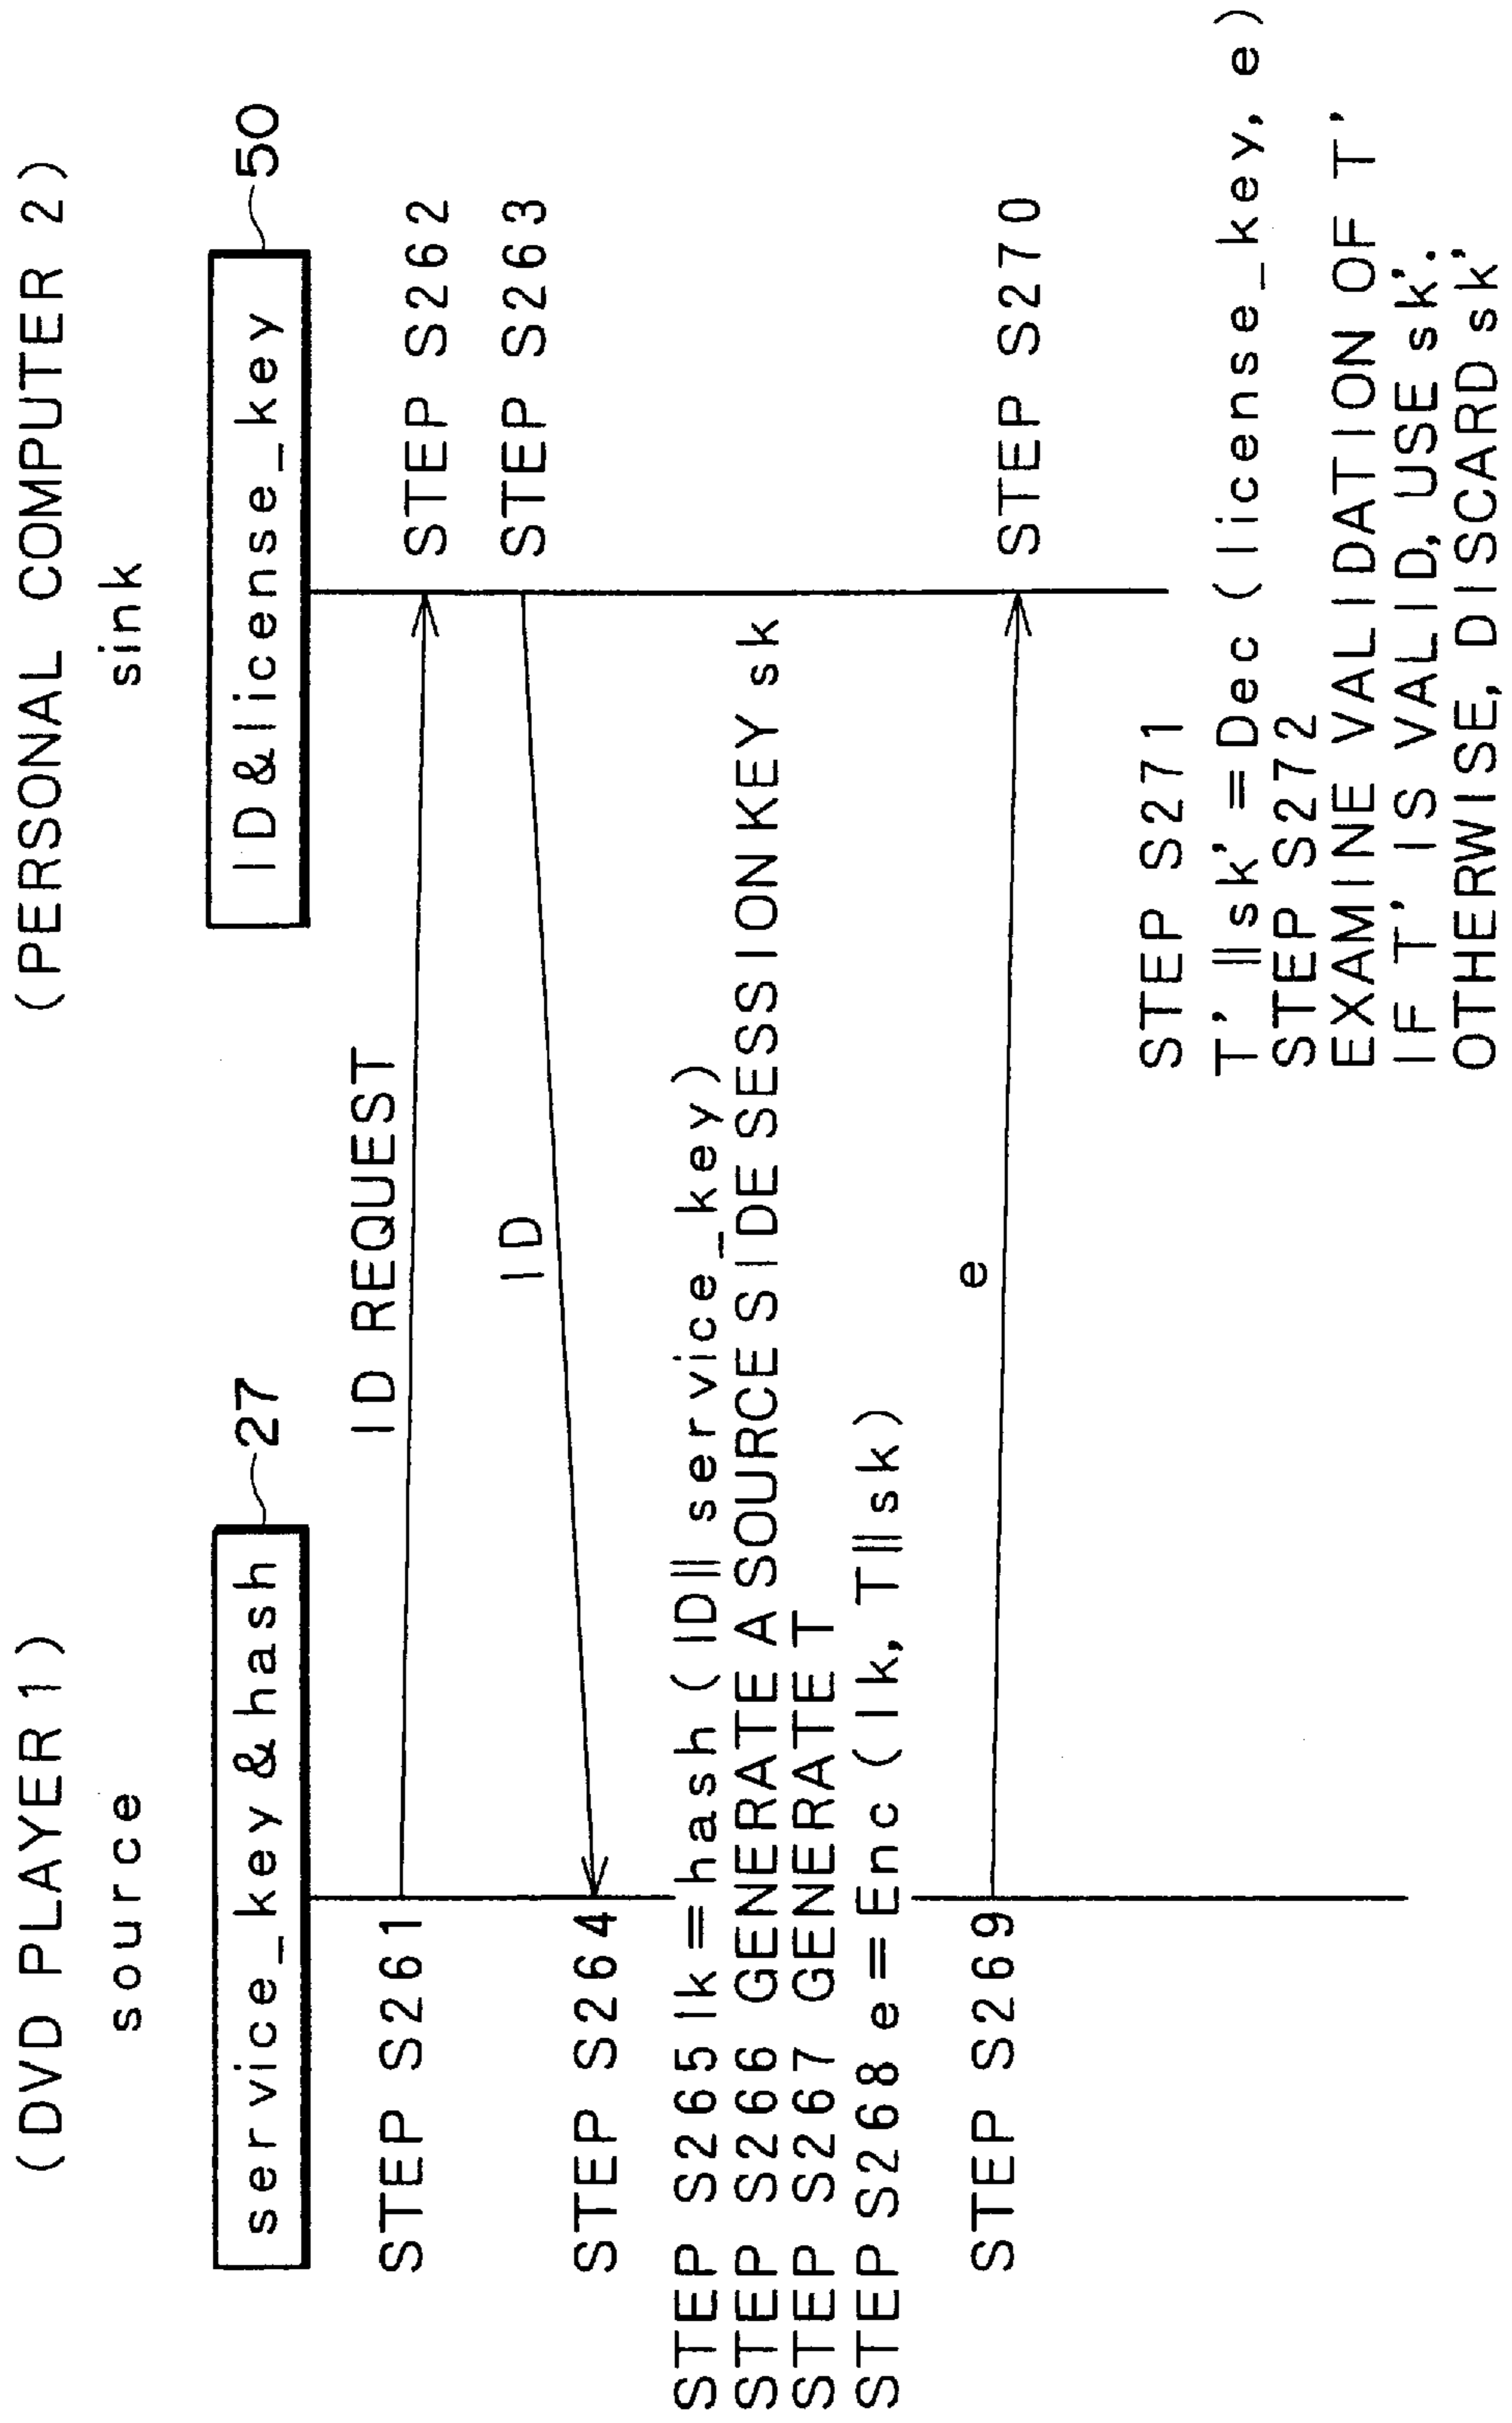 (DVD PLAYER 1)
(PERSONAL COMPUTER 2)
source
sink
service_key & hash
27
ID & license_key
50
STEP S261
ID REQUEST
STEP S262
STEP S263
ID
STEP S264
STEP S265 lk = hash ( ID || service_key)
STEP S266 GENERATE A SOURCE SIDE SESSION KEY sk
STEP S267 GENERATE T
STEP S268 e = Enc (lk, T || sk)
STEP S269
e
STEP S270
STEP S271
T' || sk' = Dec (license_key, e)
STEP S272
EXAMINE VALIDATION OF T'
IF T' IS VALID, USE sk'.
OTHERWISE, DISCARD sk'